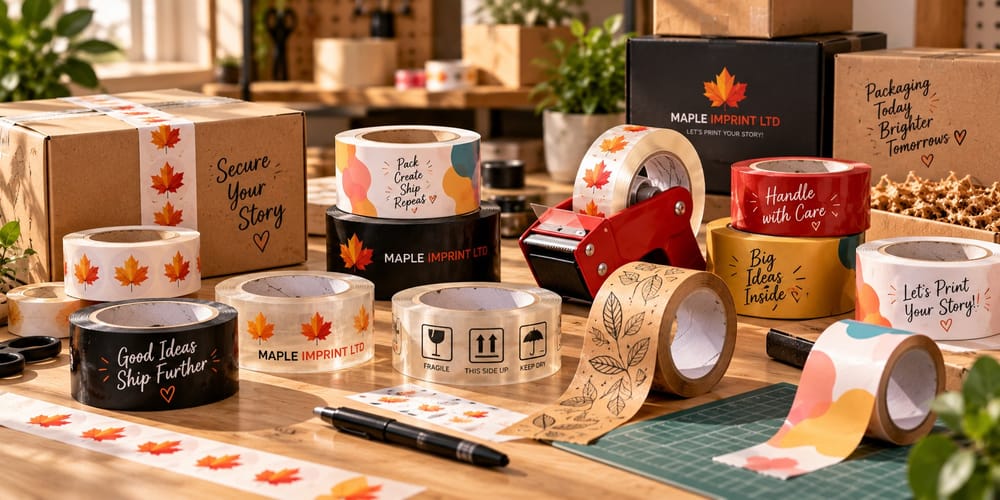 Secure
Your
Story
Pack
Create
Ship
Repeats
MAPLE IMPRINT LTD
MAPLE IMPRINT LTD
LET'S PRINT YOUR STORY!
Packaging
Today
Brighter
Tomorrows
Handle
with Care
Big
Ideas
Inside
Let's Print
Your Story!!
Good Ideas
Ship Further
MAPLE IMPRINT LTD
FRAGILE
THIS SIDE UP
KEEP DRY